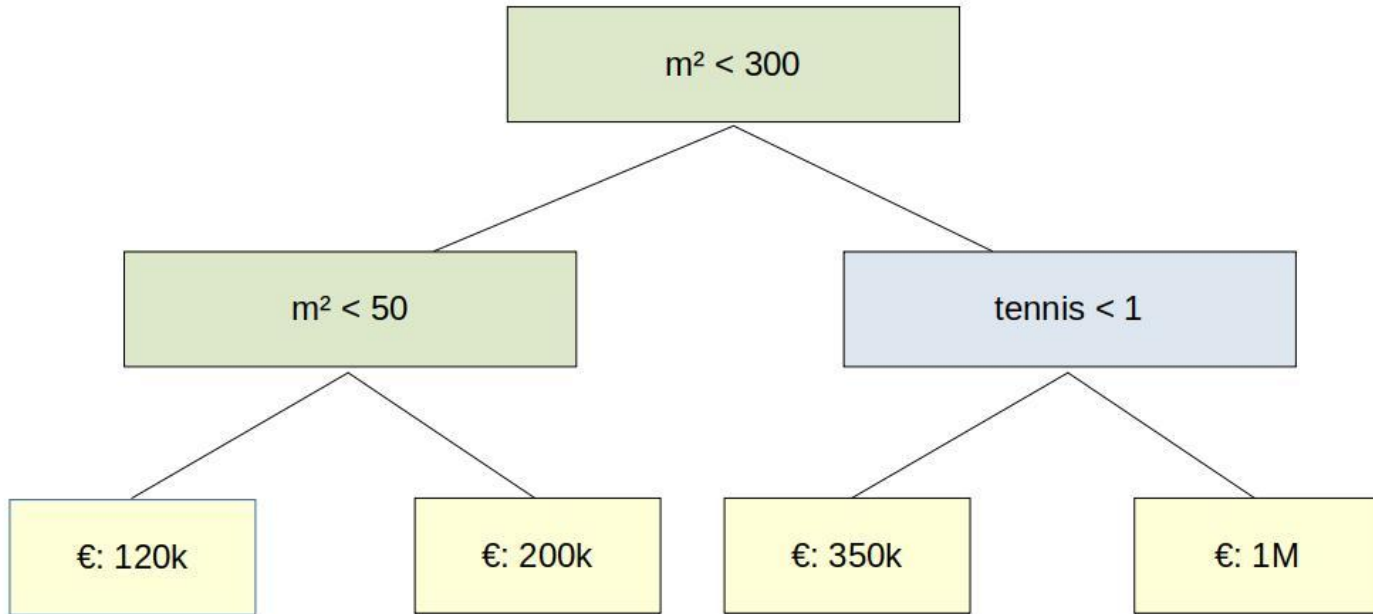 m² < 300
m² < 50
tennis < 1
€: 120k
€: 200k
€: 350k
€: 1M